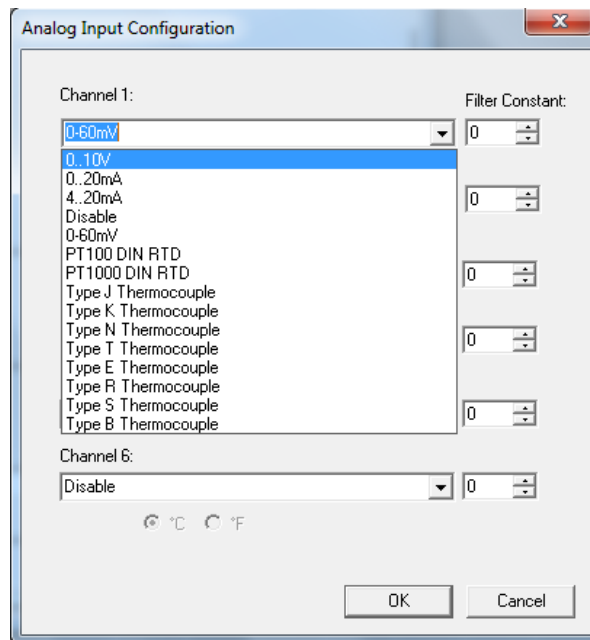 Analog Input Configuration
Channel 1:
Filter Constant:
0-60mV
0
0..10V
0..20mA
4..20mA
Disable
0-60mV
PT100 DIN RTD
PT1000 DIN RTD
Type J Thermocouple
Type K Thermocouple
Type N Thermocouple
Type T Thermocouple
Type E Thermocouple
Type R Thermocouple
Type S Thermocouple
Type B Thermocouple
0
0
0
0
Channel 6:
Disable
0
°C °F
OK
Cancel